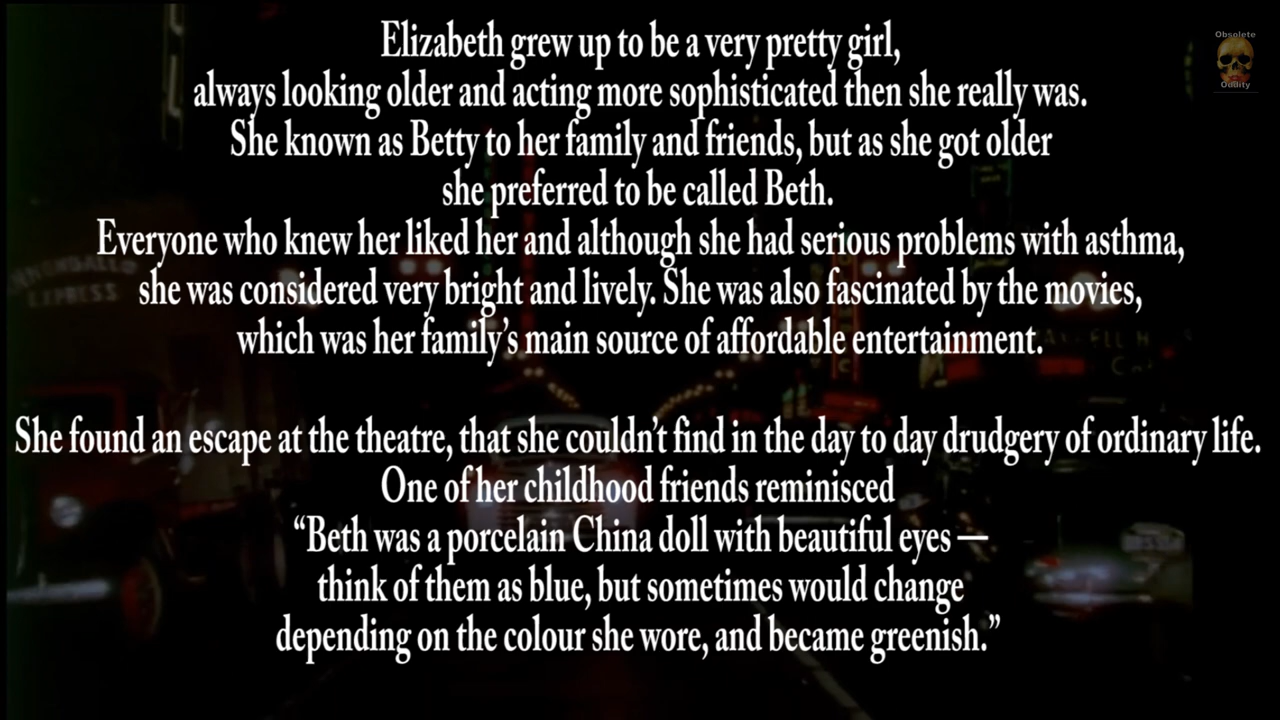 Elizabeth grew up to be a very pretty girl,
always looking older and acting more sophisticated then she really was.
She known as Betty to her family and friends, but as she got older
she preferred to be called Beth.
Everyone who knew her liked her and although she had serious problems with asthma,
she was considered very bright and lively. She was also fascinated by the movies,
which was her family’s main source of affordable entertainment.
She found an escape at the theatre, that she couldn’t find in the day to day drudgery of ordinary life.
One of her childhood friends reminisced
“Beth was a porcelain China doll with beautiful eyes —
think of them as blue, but sometimes would change
depending on the colour she wore, and became greenish.”
Obsolete
Oddity
EXPRESS